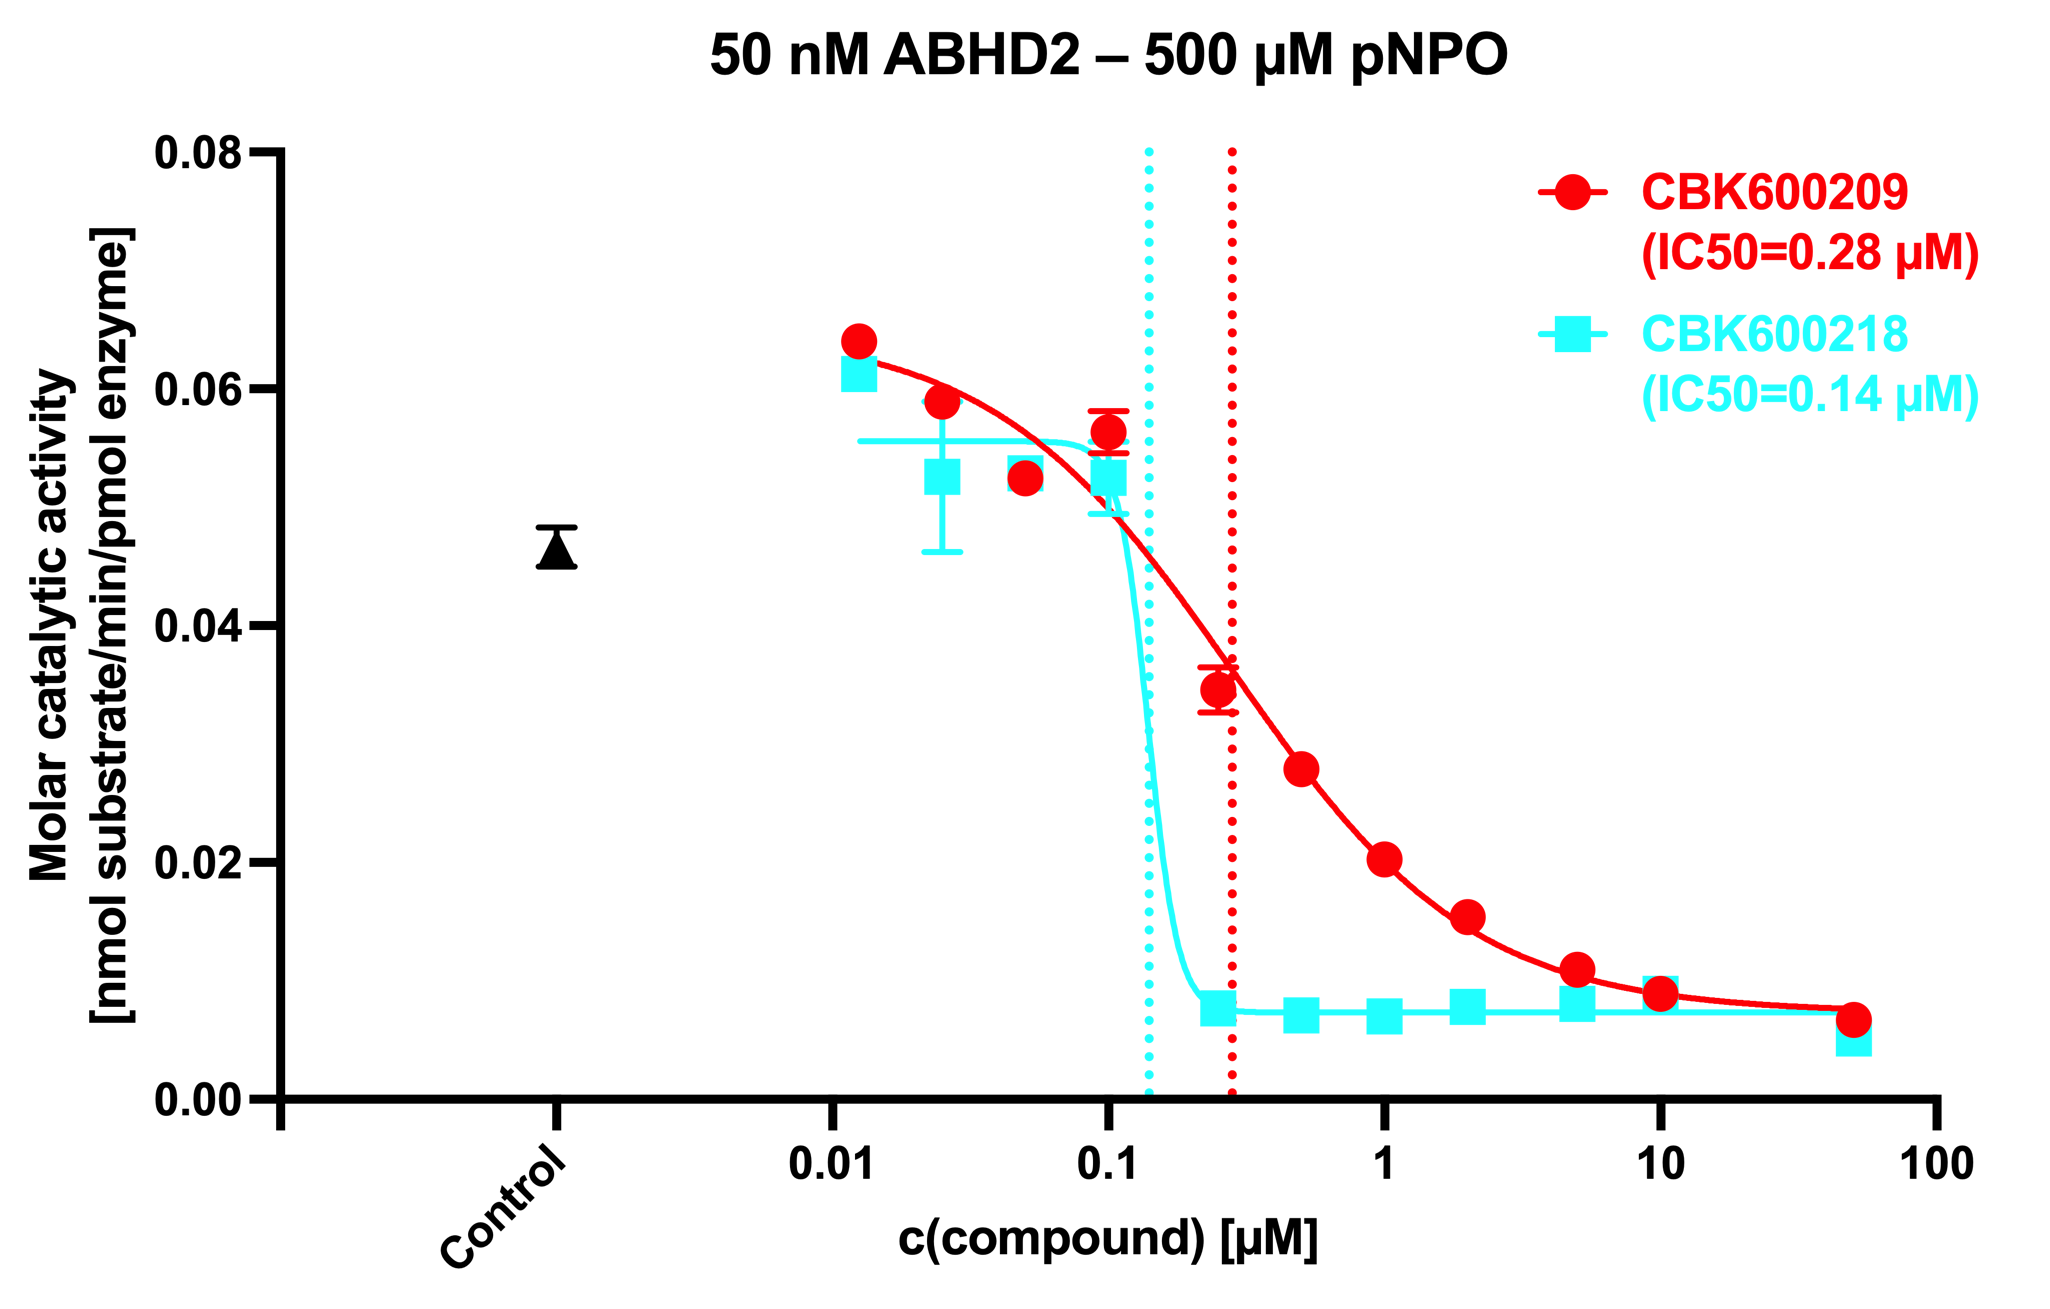 50 nM ABHD2 – 500 µM pNPO
Molar catalytic activity
[nmol substrate/min/pmol enzyme]
0.08
0.06
0.04
0.02
0.00
CBK600209
(IC50=0.28 µM)
CBK600218
(IC50=0.14 µM)
Control
0.01
0.1
1
10
100
c(compound) [µM]